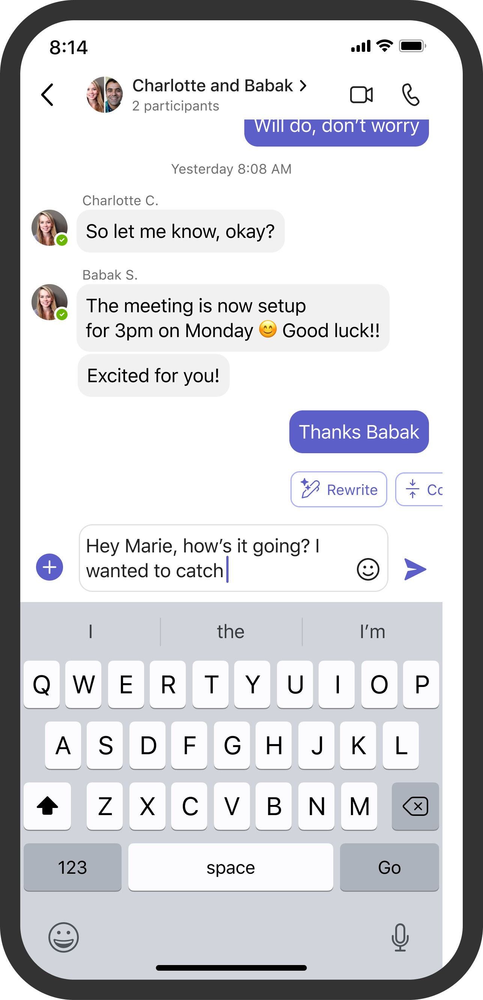 8:14
Charlotte and Babak
2 participants
Will do, don’t worry
Yesterday 8:08 AM
Charlotte C.
So let me know, okay?
Babak S.
The meeting is now setup
for 3pm on Monday 😊 Good luck!!
Excited for you!
Thanks Babak
Rewrite
Co
Hey Marie, how’s it going? I
wanted to catch
I the I’m
Q W E R T Y U I O P
A S D F G H J K L
Z X C V B N M
123 space Go